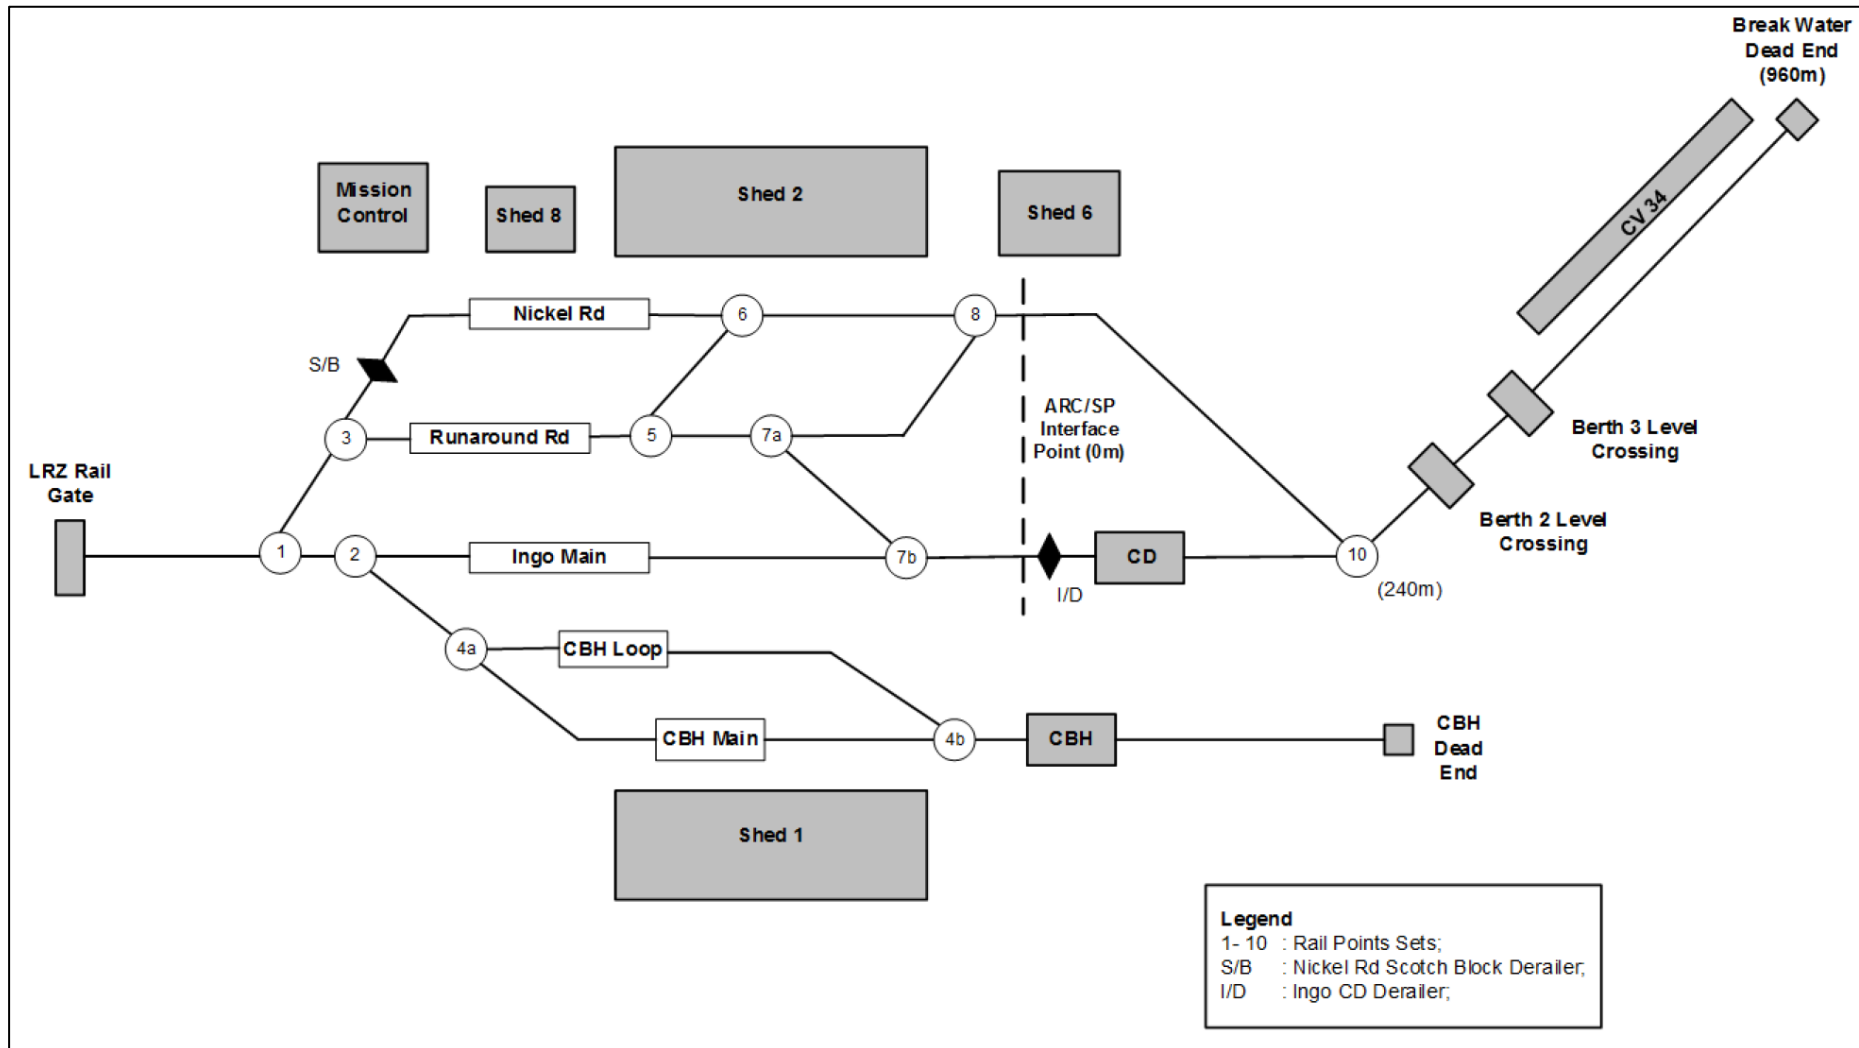 Break Water
Dead End
(960m)
Mission
Control
Shed 8
Shed 2
Shed 6
CV 34
Nickel Rd
6
8
S/B
ARC/SP
Interface
Point (0m)
Berth 3 Level
Crossing
3
Runaround Rd
5
7a
LRZ Rail
Gate
Berth 2 Level
Crossing
1
2
Ingo Main
7b
I/D
CD
10
(240m)
4a
CBH Loop
CBH Main
4b
CBH
CBH
Dead
End
Shed 1
Legend
1- 10 : Rail Points Sets;
S/B : Nickel Rd Scotch Block Derailer;
I/D : Ingo CD Derailer;